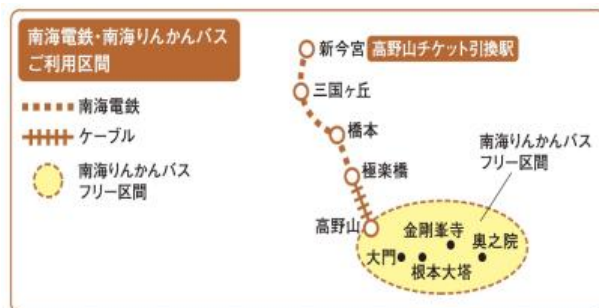 南海電鉄・南海りんかんバス
ご利用区間
南海電鉄
ケーブル
南海りんかんバス
フリー区間
新今宮 高野山チケット引換駅
三国ヶ丘
橋本
極楽橋
高野山
南海りんかんバス
フリー区間
金剛峯寺
奥之院
大門
根本大塔